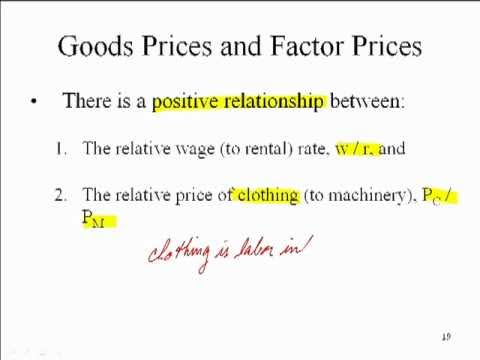 Goods Prices and Factor Prices
• There is a positive relationship between:
1. The relative wage (to rental) rate, w / r, and
2. The relative price of clothing (to machinery), P_C /
P_M
clothing is labor in
19